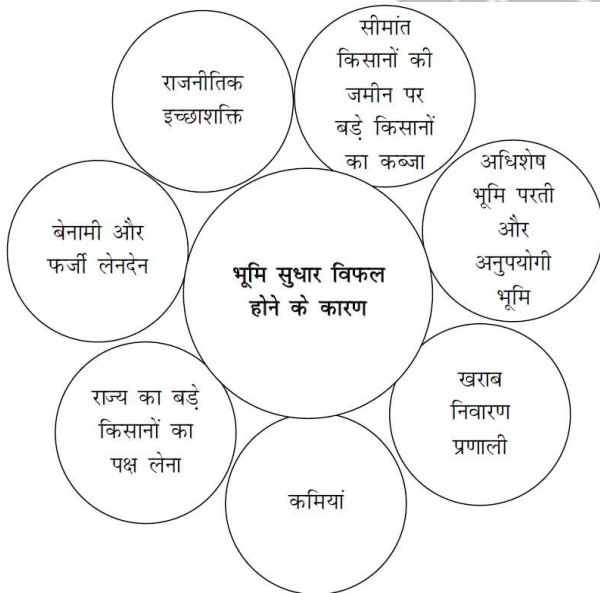 राजनीतिक
इच्छाशक्ति
सीमांत
किसानों की
जमीन पर
बड़े किसानों
का कब्जा
अधिशेष
भूमि परती
और
अनुपयोगी
भूमि
खराब
निवारण
प्रणाली
कमियां
राज्य का बड़े
किसानों का
पक्ष लेना
बेनामी और
फर्जी लेनदेन
भूमि सुधार विफल
होने के कारण